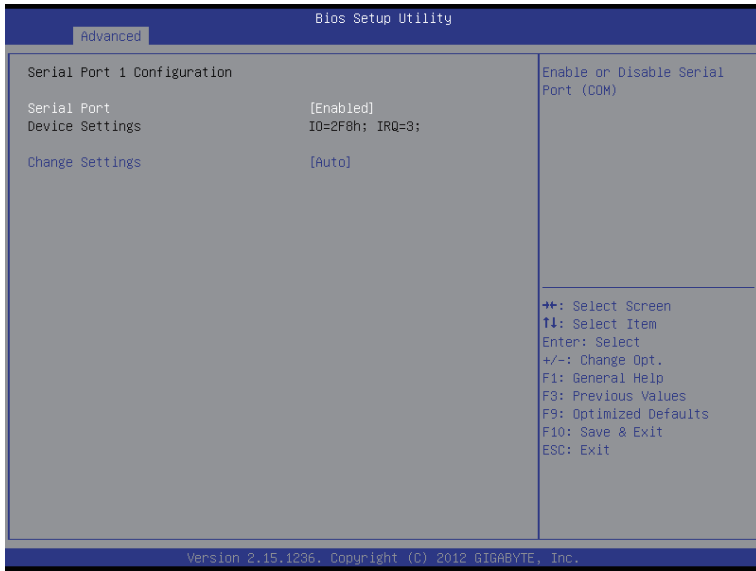 Bios Setup Utility
Advanced
Serial Port 1 Configuration
Serial Port [Enabled]
Device Settings IO=2F8h; IRQ=3;
Change Settings [Auto]
Enable or Disable Serial
Port (COM)
→←: Select Screen
↑↓: Select Item
Enter: Select
+/-: Change Opt.
F1: General Help
F3: Previous Values
F9: Optimized Defaults
F10: Save & Exit
ESC: Exit
Version 2.15.1236. Copyright (C) 2012 GIGABYTE, Inc.